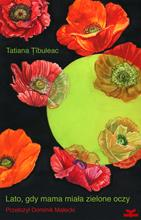 Tatiana Țîbuleac
Lato, gdy mama miała zielone oczy
Przełożył Dominik Małecki